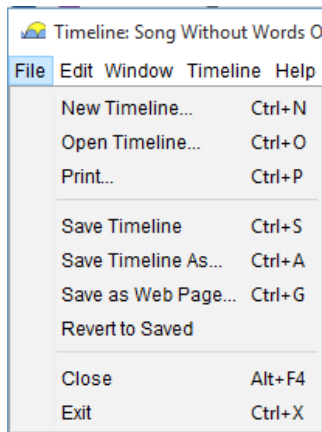 Timeline: Song Without Words O
File Edit Window Timeline Help
New Timeline... Ctrl+N
Open Timeline... Ctrl+O
Print... Ctrl+P
Save Timeline Ctrl+S
Save Timeline As... Ctrl+A
Save as Web Page... Ctrl+G
Revert to Saved
Close Alt+F4
Exit Ctrl+X